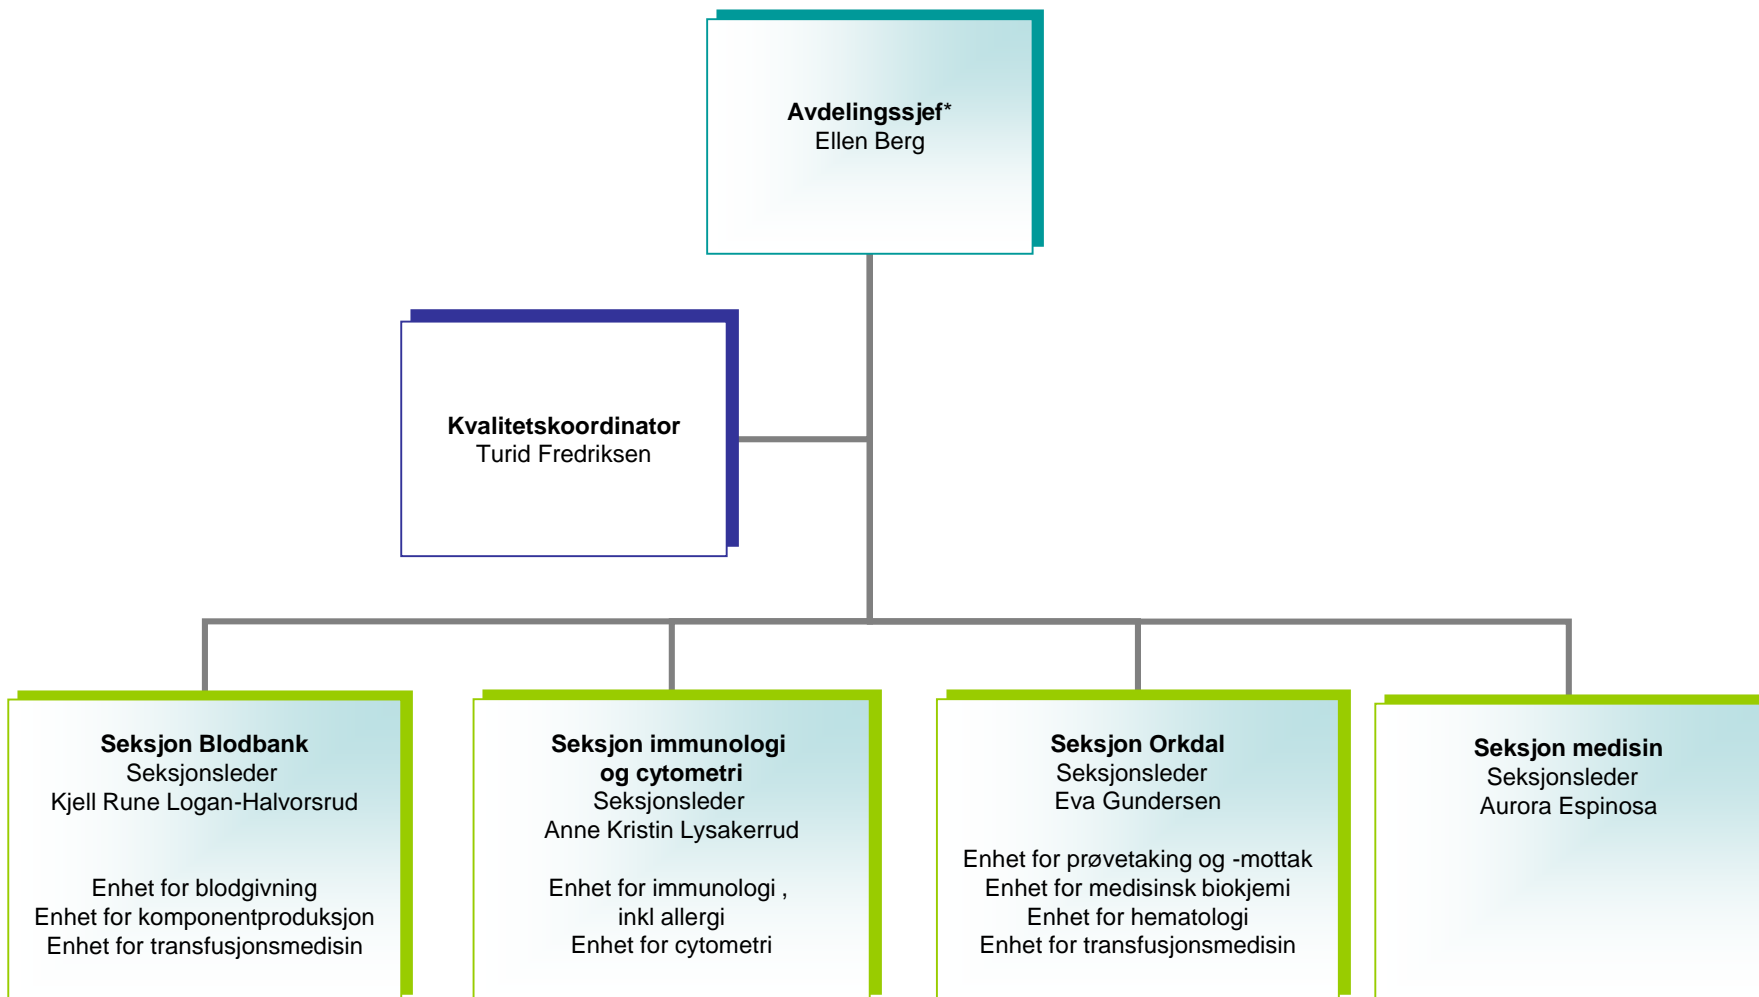 Avdelingssjef*
Ellen Berg
Kvalitetskoordinator
Turid Fredriksen
Seksjon Blodbank
Seksjonsleder
Kjell Rune Logan-Halvorsrud
Enhet for blodgivning
Enhet for komponentproduksjon
Enhet for transfusjonsmedisin
Seksjon immunologi
og cytometri
Seksjonsleder
Anne Kristin Lysakerrud
Enhet for immunologi ,
inkl allergi
Enhet for cytometri
Seksjon Orkdal
Seksjonsleder
Eva Gundersen
Enhet for prøvetaking og -mottak
Enhet for medisinsk biokjemi
Enhet for hematologi
Enhet for transfusjonsmedisin
Seksjon medisin
Seksjonsleder
Aurora Espinosa